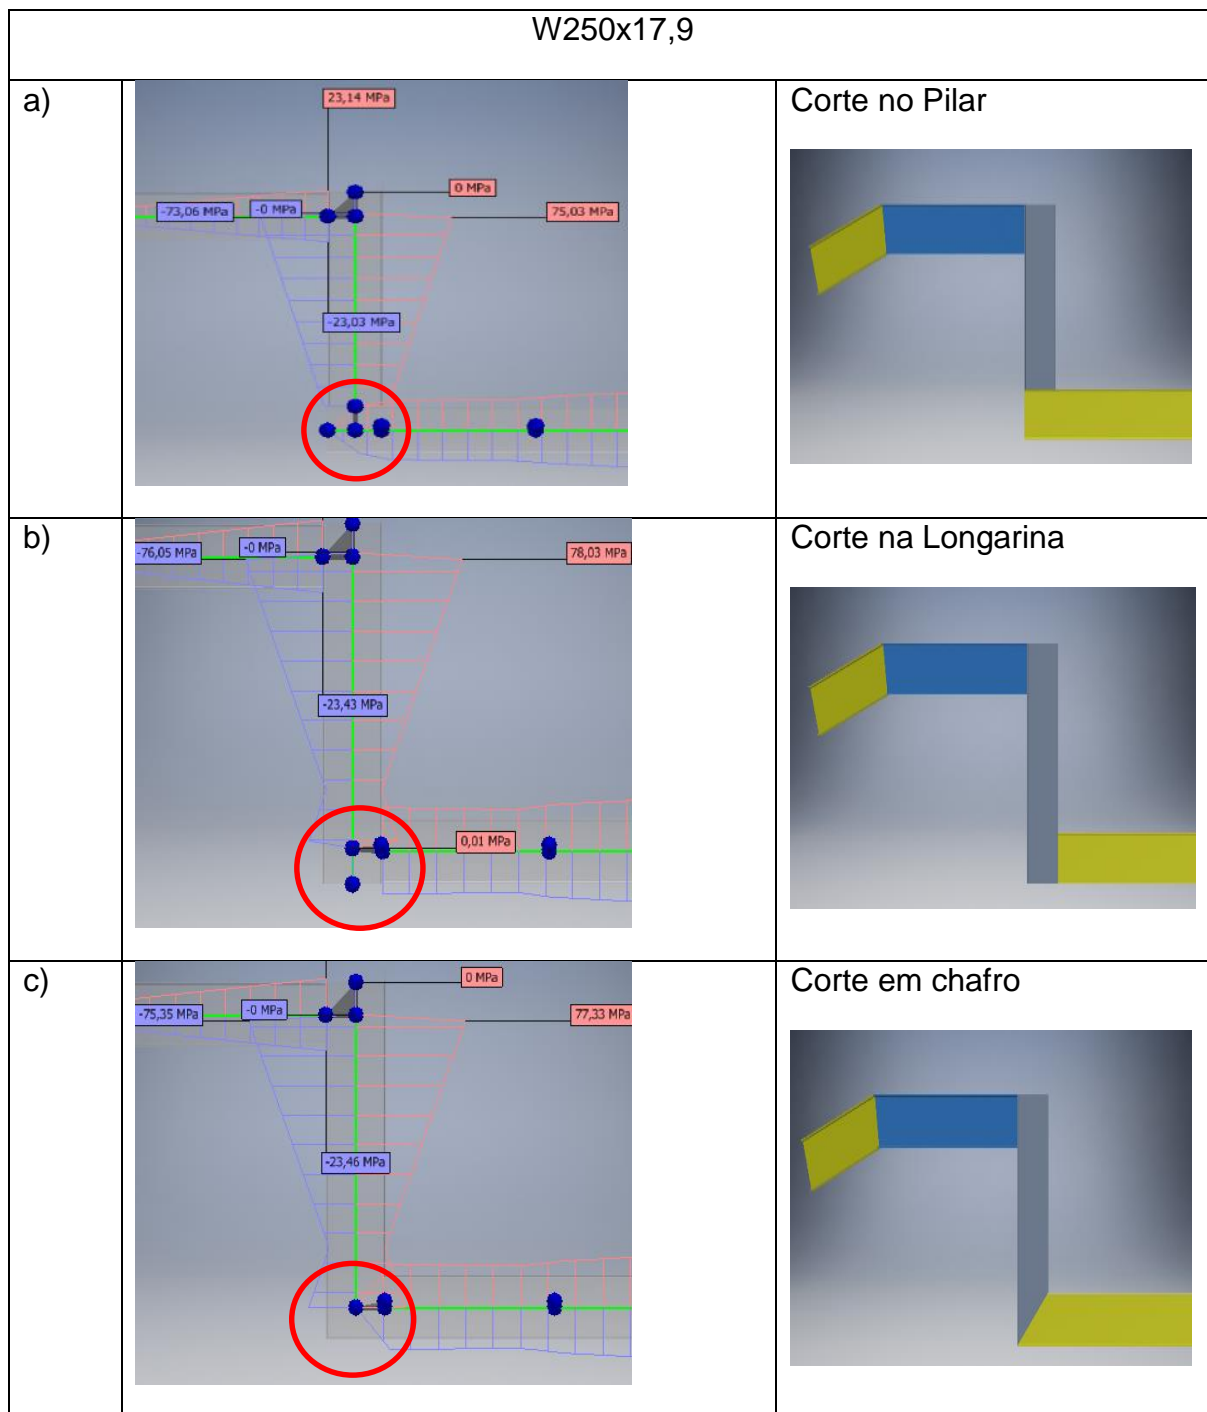 W250x17,9
a)
23,14 MPa
0 MPa
-73,06 MPa
-0 MPa
75,03 MPa
-23,03 MPa
Corte no Pilar
b)
-76,05 MPa
-0 MPa
78,03 MPa
-23,43 MPa
0,01 MPa
Corte na Longarina
c)
0 MPa
-75,35 MPa
-0 MPa
77,33 MPa
-23,46 MPa
Corte em chafro